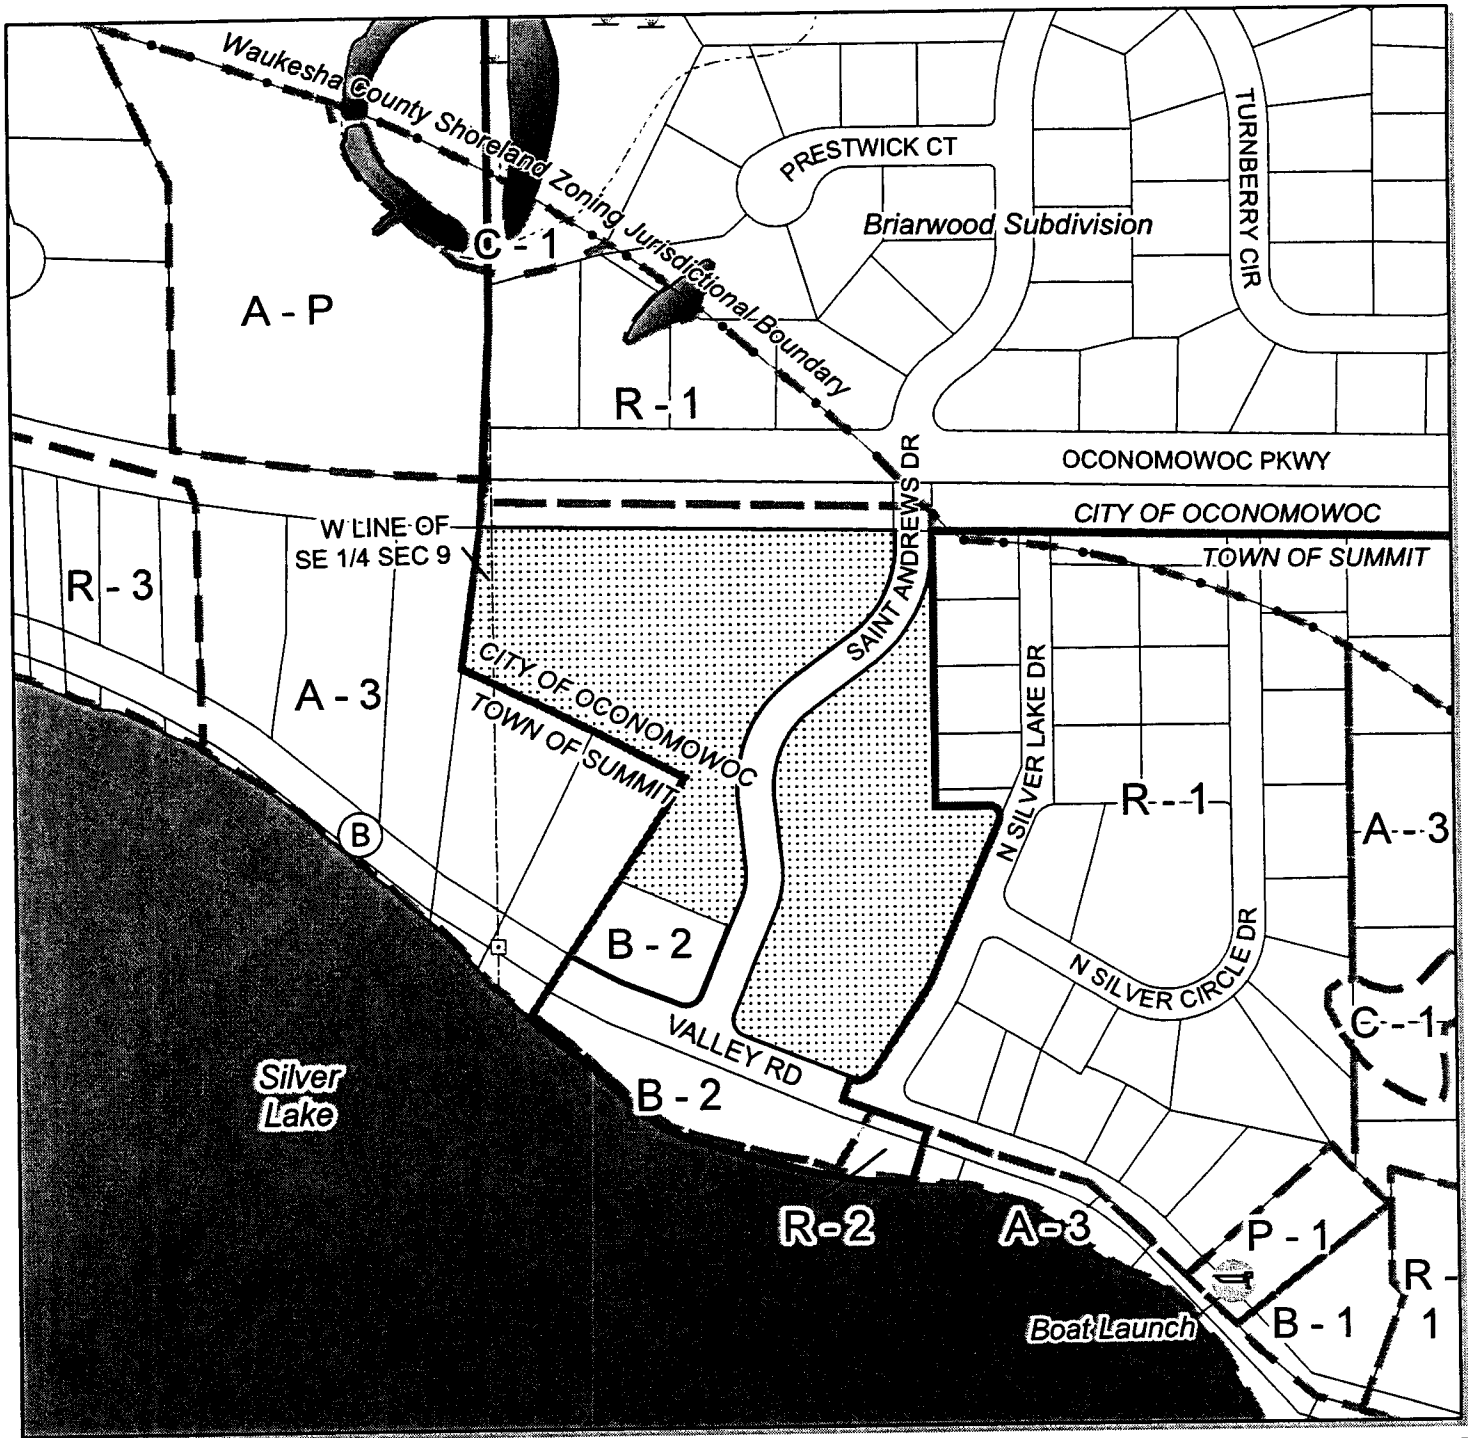 Waukesha County Shoreland Zoning Jurisdictional Boundary
PRESTWICK CT
TURNBERRY CIR
Briarwood Subdivision
C - 1
A - P
R - 1
SAINT ANDREWS DR
OCONOMOWOC PKWY
CITY OF OCONOMOWOC
TOWN OF SUMMIT
W LINE OF
SE 1/4 SEC 9
R - 3
A - 3
CITY OF OCONOMOWOC
TOWN OF SUMMIT
N SILVER LAKE DR
R - 1
A - 3
B
B - 2
N SILVER CIRCLE DR
C - 1
VALLEY RD
Silver
Lake
B - 2
R - 2
A - 3
P - 1
R -
1
B - 1
Boat Launch